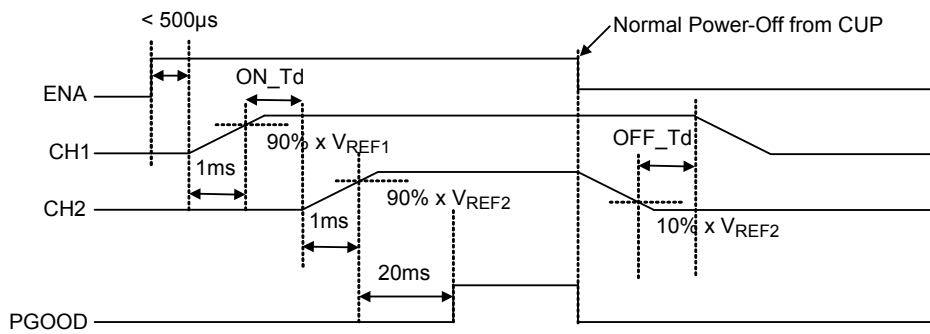 < 500µs
Normal Power-Off from CUP
ON_Td
ENA
OFF_Td
90% x VREF1
CH1
1ms
90% x VREF2
CH2
1ms
10% x VREF2
20ms
PGOOD